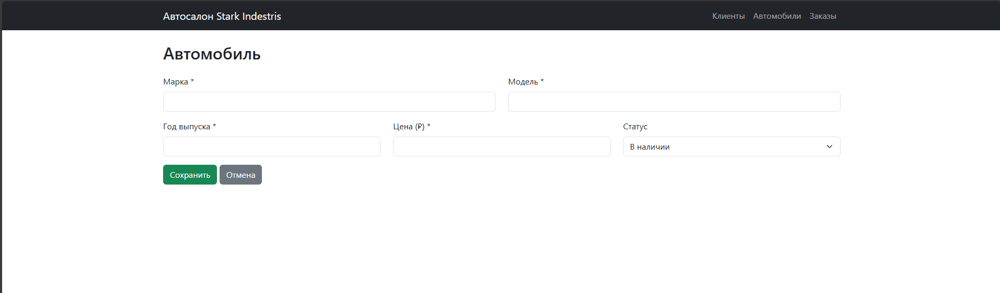 Автосалон Stark Indestris
Клиенты Автомобили Заказы
Автомобиль
Марка * Модель *
Год выпуска * Цена (₽) * Статус
В наличии
Сохранить Отмена